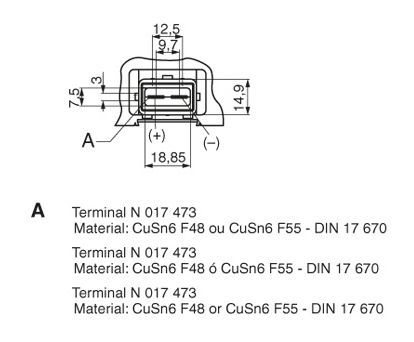 12,5
9,7
3
7,5
14,9
A
(+)
(–)
18,85
A
Terminal N 017 473
Material: CuSn6 F48 ou CuSn6 F55 - DIN 17 670
Terminal N 017 473
Material: CuSn6 F48 ó CuSn6 F55 - DIN 17 670
Terminal N 017 473
Material: CuSn6 F48 or CuSn6 F55 - DIN 17 670